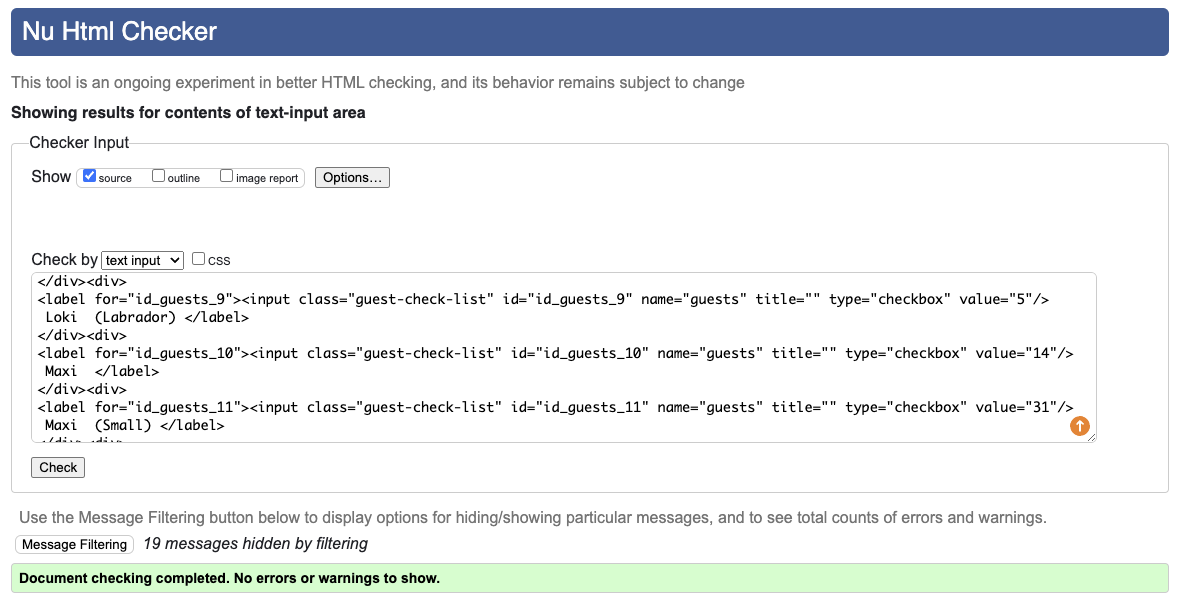 Nu Html Checker
This tool is an ongoing experiment in better HTML checking, and its behavior remains subject to change
Showing results for contents of text-input area
Checker Input
Show source outline image report Options...
Check by text input css
</div><div>
<label for="id_guests_9"><input class="guest-check-list" id="id_guests_9" name="guests" title="" type="checkbox" value="5"/>
Loki  (Labrador) </label>
</div><div>
<label for="id_guests_10"><input class="guest-check-list" id="id_guests_10" name="guests" title="" type="checkbox" value="14"/>
Maxi  </label>
</div><div>
<label for="id_guests_11"><input class="guest-check-list" id="id_guests_11" name="guests" title="" type="checkbox" value="31"/>
Maxi  (Small) </label>
</div><div>
Check
Use the Message Filtering button below to display options for hiding/showing particular messages, and to see total counts of errors and warnings.
Message Filtering 19 messages hidden by filtering
Document checking completed. No errors or warnings to show.